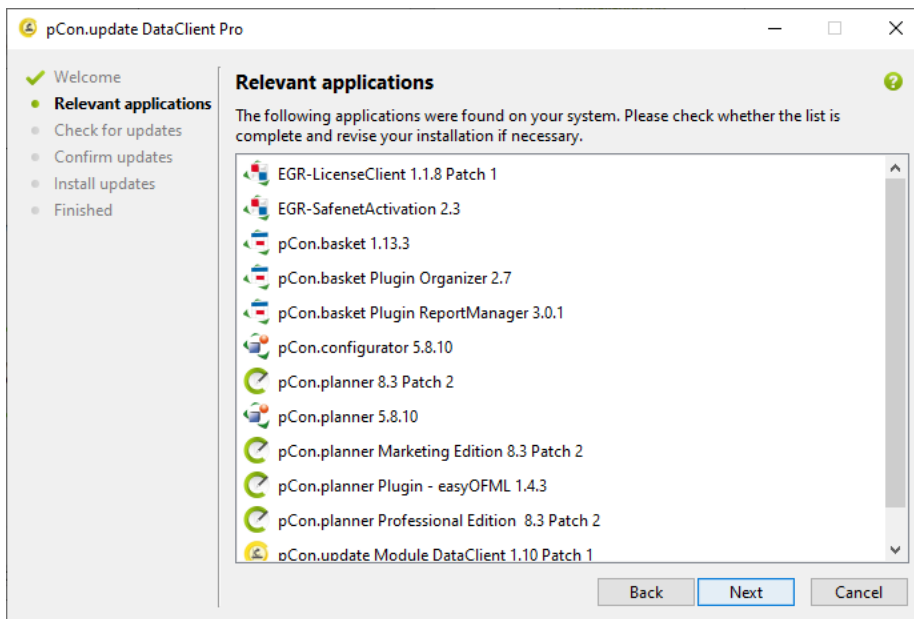 pCon.update DataClient Pro
Welcome
Relevant applications
Check for updates
Confirm updates
Install updates
Finished
Relevant applications
The following applications were found on your system. Please check whether the list is
complete and revise your installation if necessary.
EGR-LicenseClient 1.1.8 Patch 1
EGR-SafenetActivation 2.3
pCon.basket 1.13.3
pCon.basket Plugin Organizer 2.7
pCon.basket Plugin ReportManager 3.0.1
pCon.configurator 5.8.10
pCon.planner 8.3 Patch 2
pCon.planner 5.8.10
pCon.planner Marketing Edition 8.3 Patch 2
pCon.planner Plugin - easyOFML 1.4.3
pCon.planner Professional Edition  8.3 Patch 2
pCon.update Module DataClient 1.10 Patch 1
Back Next Cancel